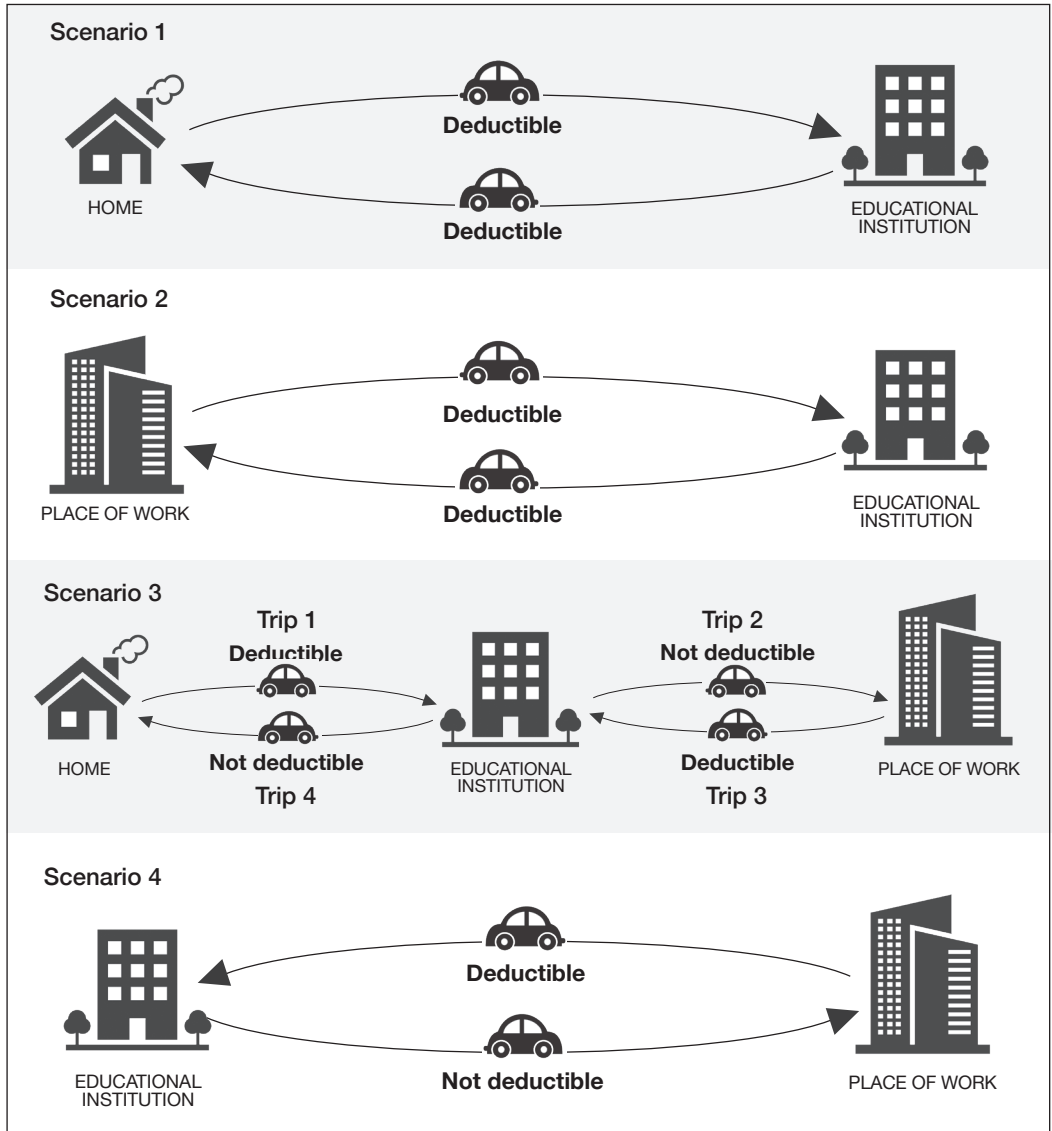 Scenario 1
Deductible
HOME
EDUCATIONAL
INSTITUTION
Deductible
Scenario 2
Deductible
PLACE OF WORK
EDUCATIONAL
INSTITUTION
Deductible
Scenario 3
Trip 1
Deductible
Trip 2
Not deductible
HOME
Not deductible
Trip 4
EDUCATIONAL
INSTITUTION
Deductible
Trip 3
PLACE OF WORK
Scenario 4
Deductible
EDUCATIONAL
INSTITUTION
Not deductible
PLACE OF WORK